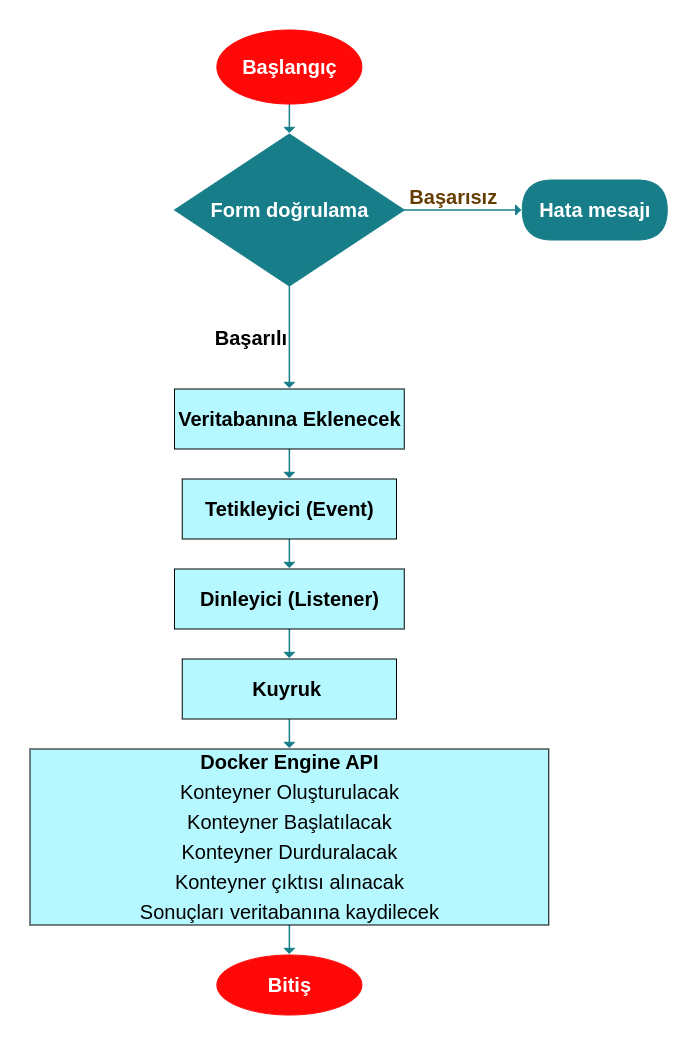 Başlangıç
Form doğrulama
Başarısız
Hata mesajı
Başarılı
Veritabanına Eklenecek
Tetikleyici (Event)
Dinleyici (Listener)
Kuyruk
Docker Engine API
Konteyner Oluşturulacak
Konteyner Başlatılacak
Konteyner Durduralacak
Konteyner çıktısı alınacak
Sonuçları veritabanına kaydilecek
Bitiş